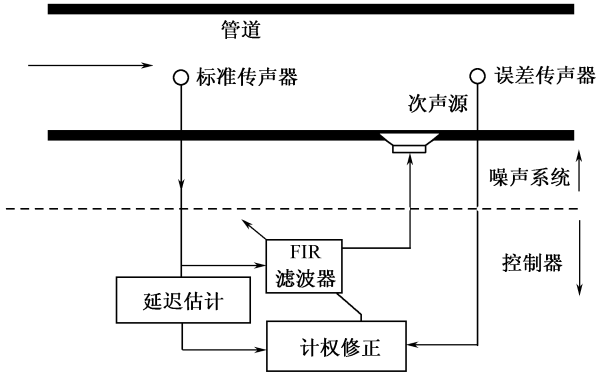 管道
标准传声器
误差传声器
次声源
噪声系统
FIR
滤波器
控制器
延迟估计
计权修正